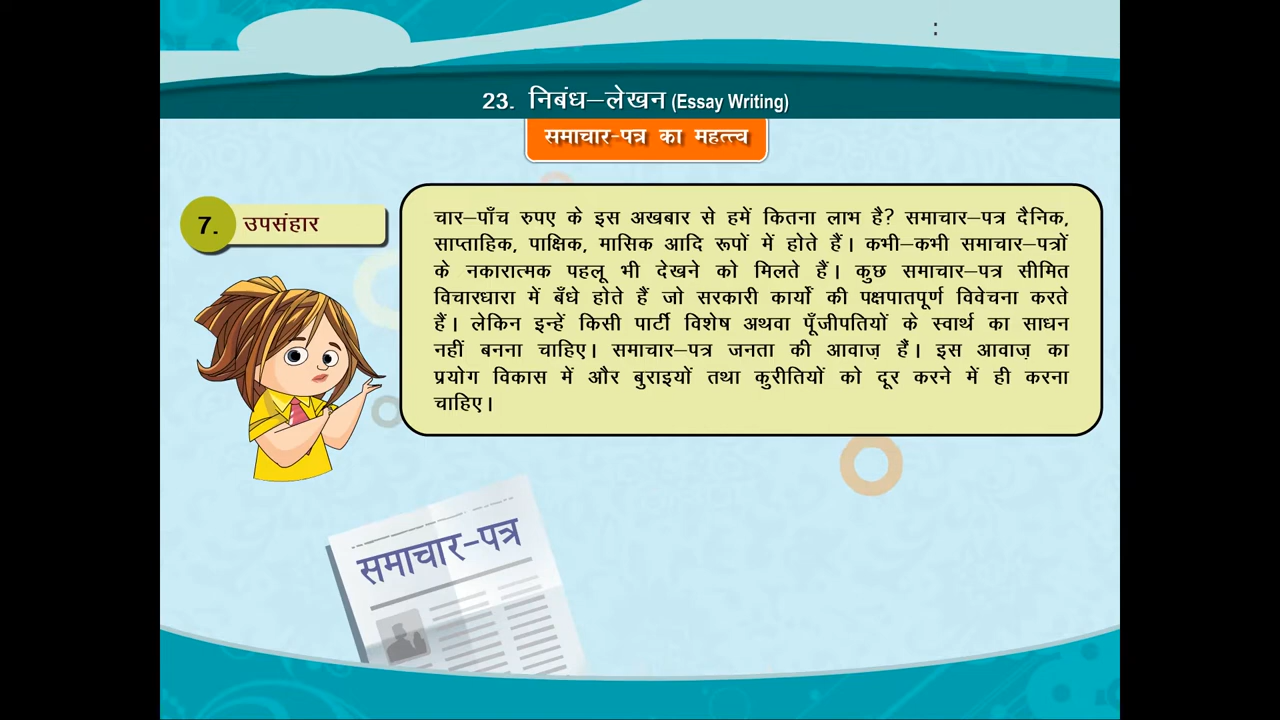 :
23. निबंध–लेखन (Essay Writing)
समाचार-पत्र का महत्त्व
7. उपसंहार
चार–पाँच रुपए के इस अखबार से हमें कितना लाभ है? समाचार–पत्र दैनिक,
साप्ताहिक, पाक्षिक, मासिक आदि रूपों में होते हैं। कभी–कभी समाचार–पत्रों
के नकारात्मक पहलू भी देखने को मिलते हैं। कुछ समाचार–पत्र सीमित
विचारधारा में बँधे होते हैं जो सरकारी कार्यों की पक्षपातपूर्ण विवेचना करते
हैं। लेकिन इन्हें किसी पार्टी विशेष अथवा पूँजीपतियों के स्वार्थ का साधन
नहीं बनना चाहिए। समाचार–पत्र जनता की आवाज़ हैं। इस आवाज़ का
प्रयोग विकास में और बुराइयों तथा कुरीतियों को दूर करने में ही करना
चाहिए।
समाचार-पत्र